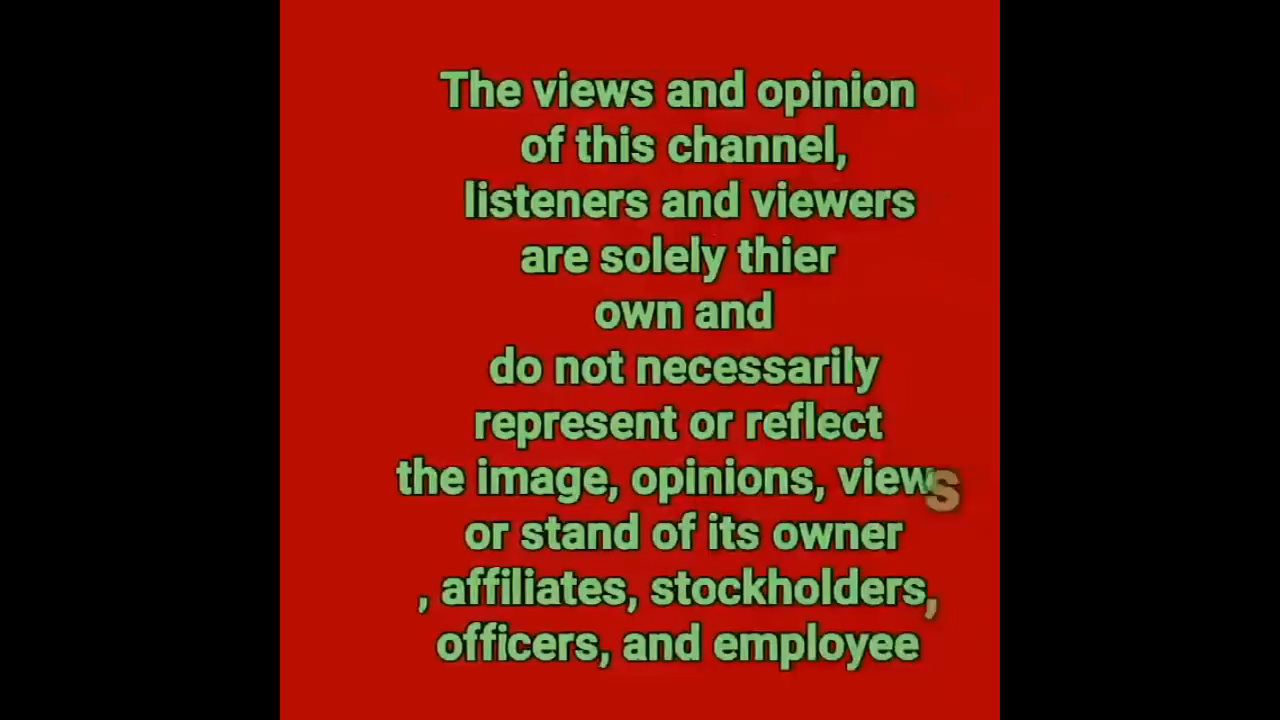 The views and opinion
of this channel,
listeners and viewers
are solely thier
own and
do not necessarily
represent or reflect
the image, opinions, views
or stand of its owner
, affiliates, stockholders,
officers, and employee